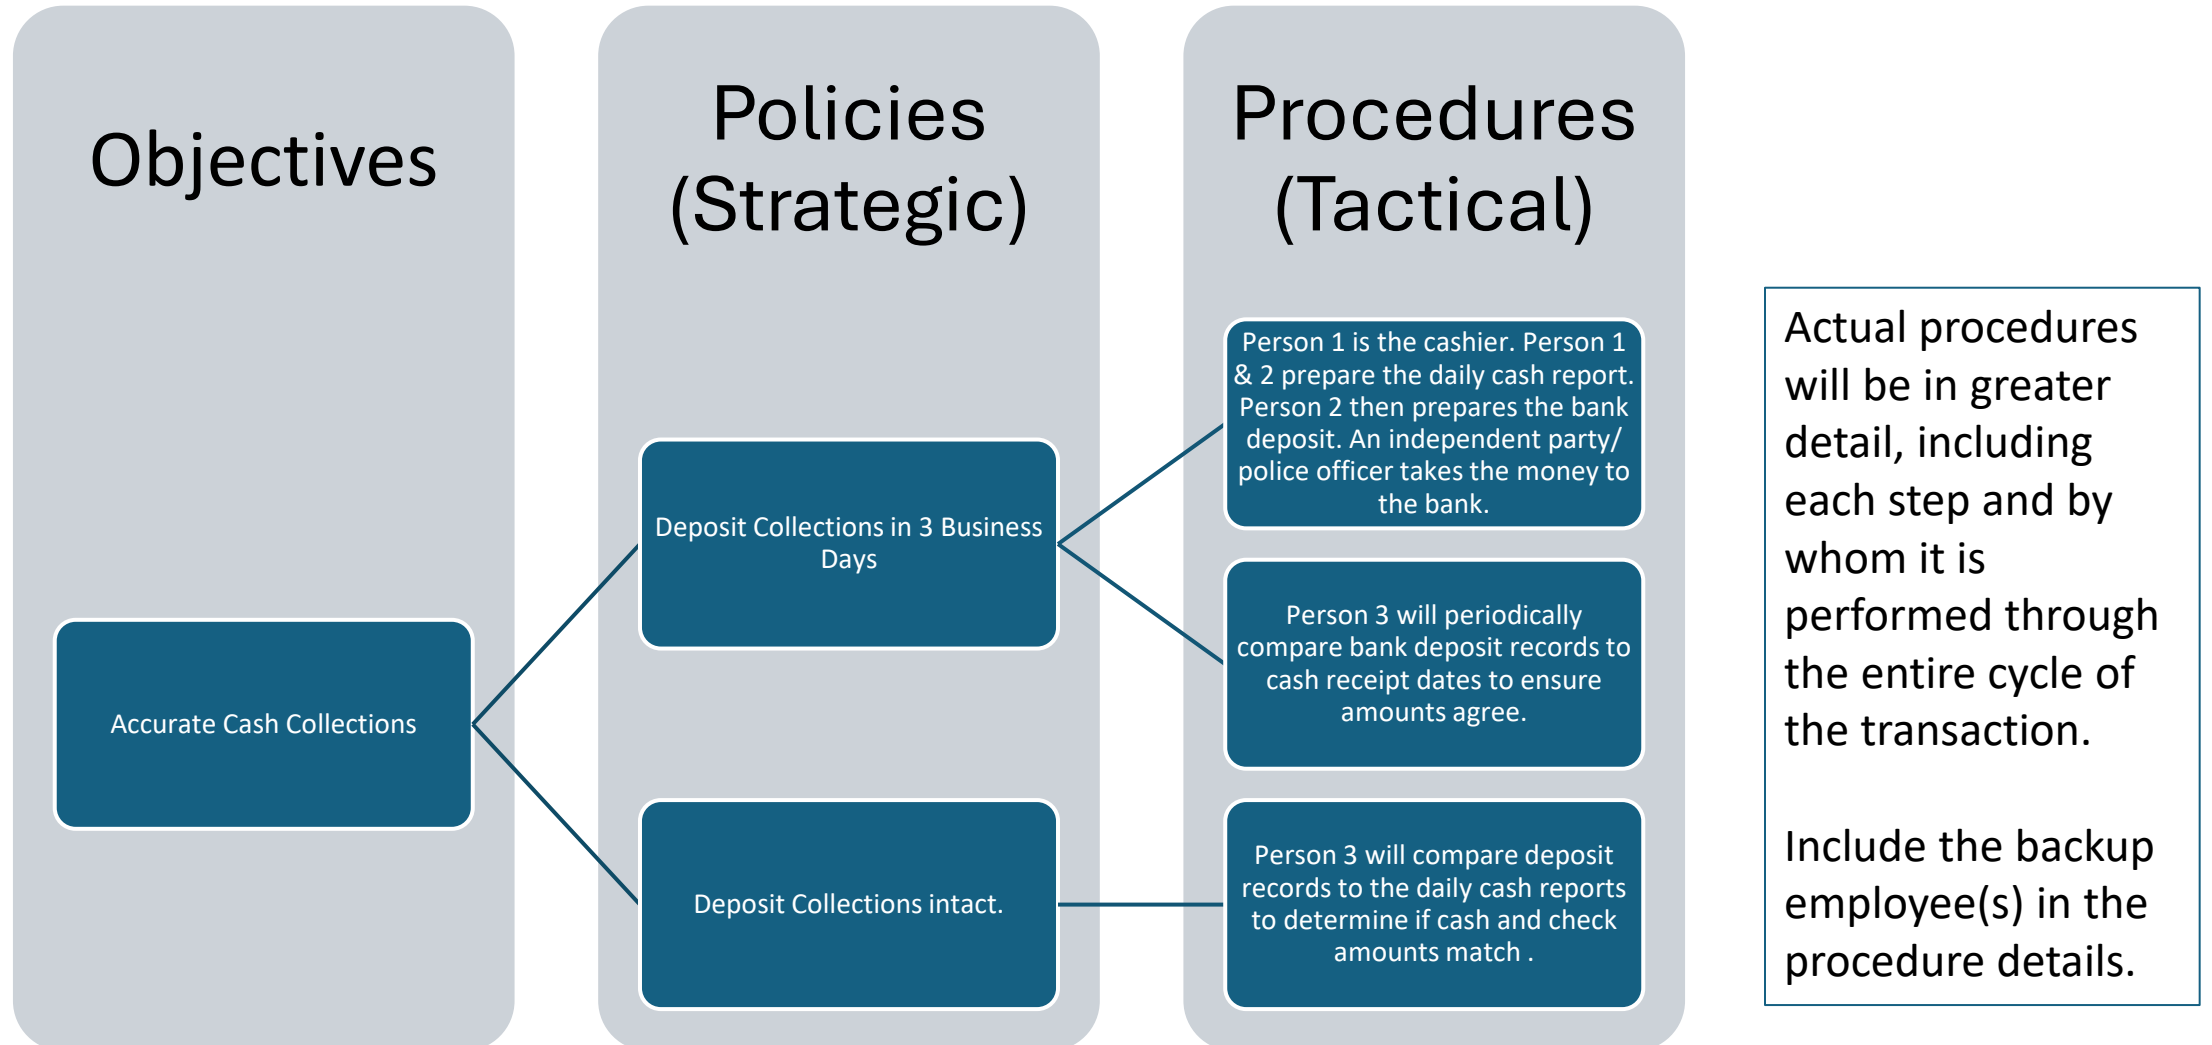 Objectives
Policies
(Strategic)
Procedures
(Tactical)
Accurate Cash Collections
Deposit Collections in 3 Business
Days
Deposit Collections intact.
Person 1 is the cashier. Person 1
& 2 prepare the daily cash report.
Person 2 then prepares the bank
deposit. An independent party/
police officer takes the money to
the bank.
Person 3 will periodically
compare bank deposit records to
cash receipt dates to ensure
amounts agree.
Person 3 will compare deposit
records to the daily cash reports
to determine if cash and check
amounts match .
Actual procedures
will be in greater
detail, including
each step and by
whom it is
performed through
the entire cycle of
the transaction.
Include the backup
employee(s) in the
procedure details.